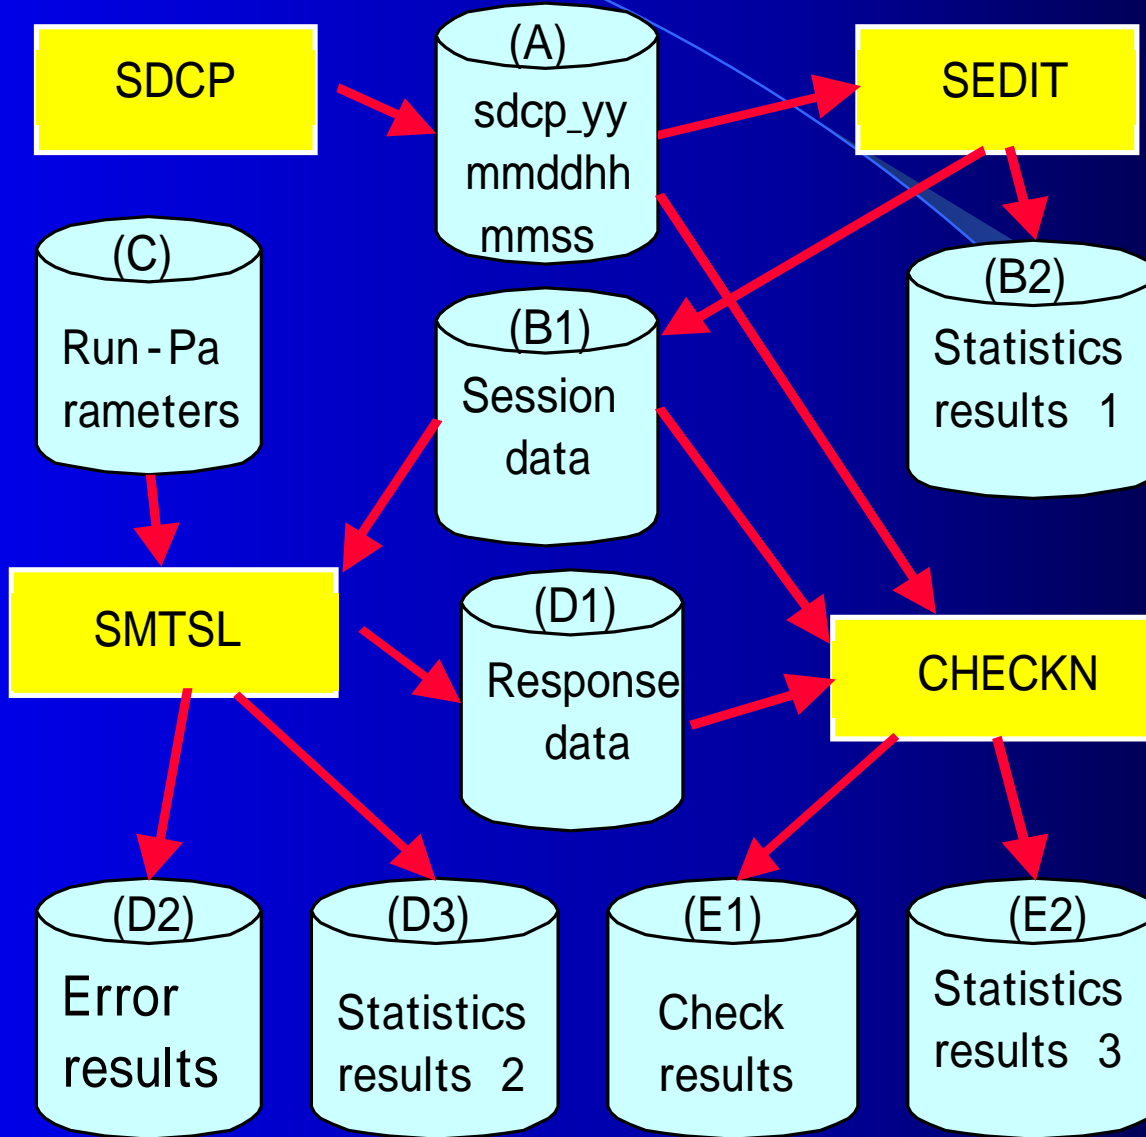 SDCP
(A)
sdcp_yy
mmddhh
mmss
SEDIT
(C)
Run-Pa
rameters
(B1)
Session
data
(B2)
Statistics
results 1
SMTSL
(D1)
Response
data
CHECKN
(D2)
Error
results
(D3)
Statistics
results 2
(E1)
Check
results
(E2)
Statistics
results 3